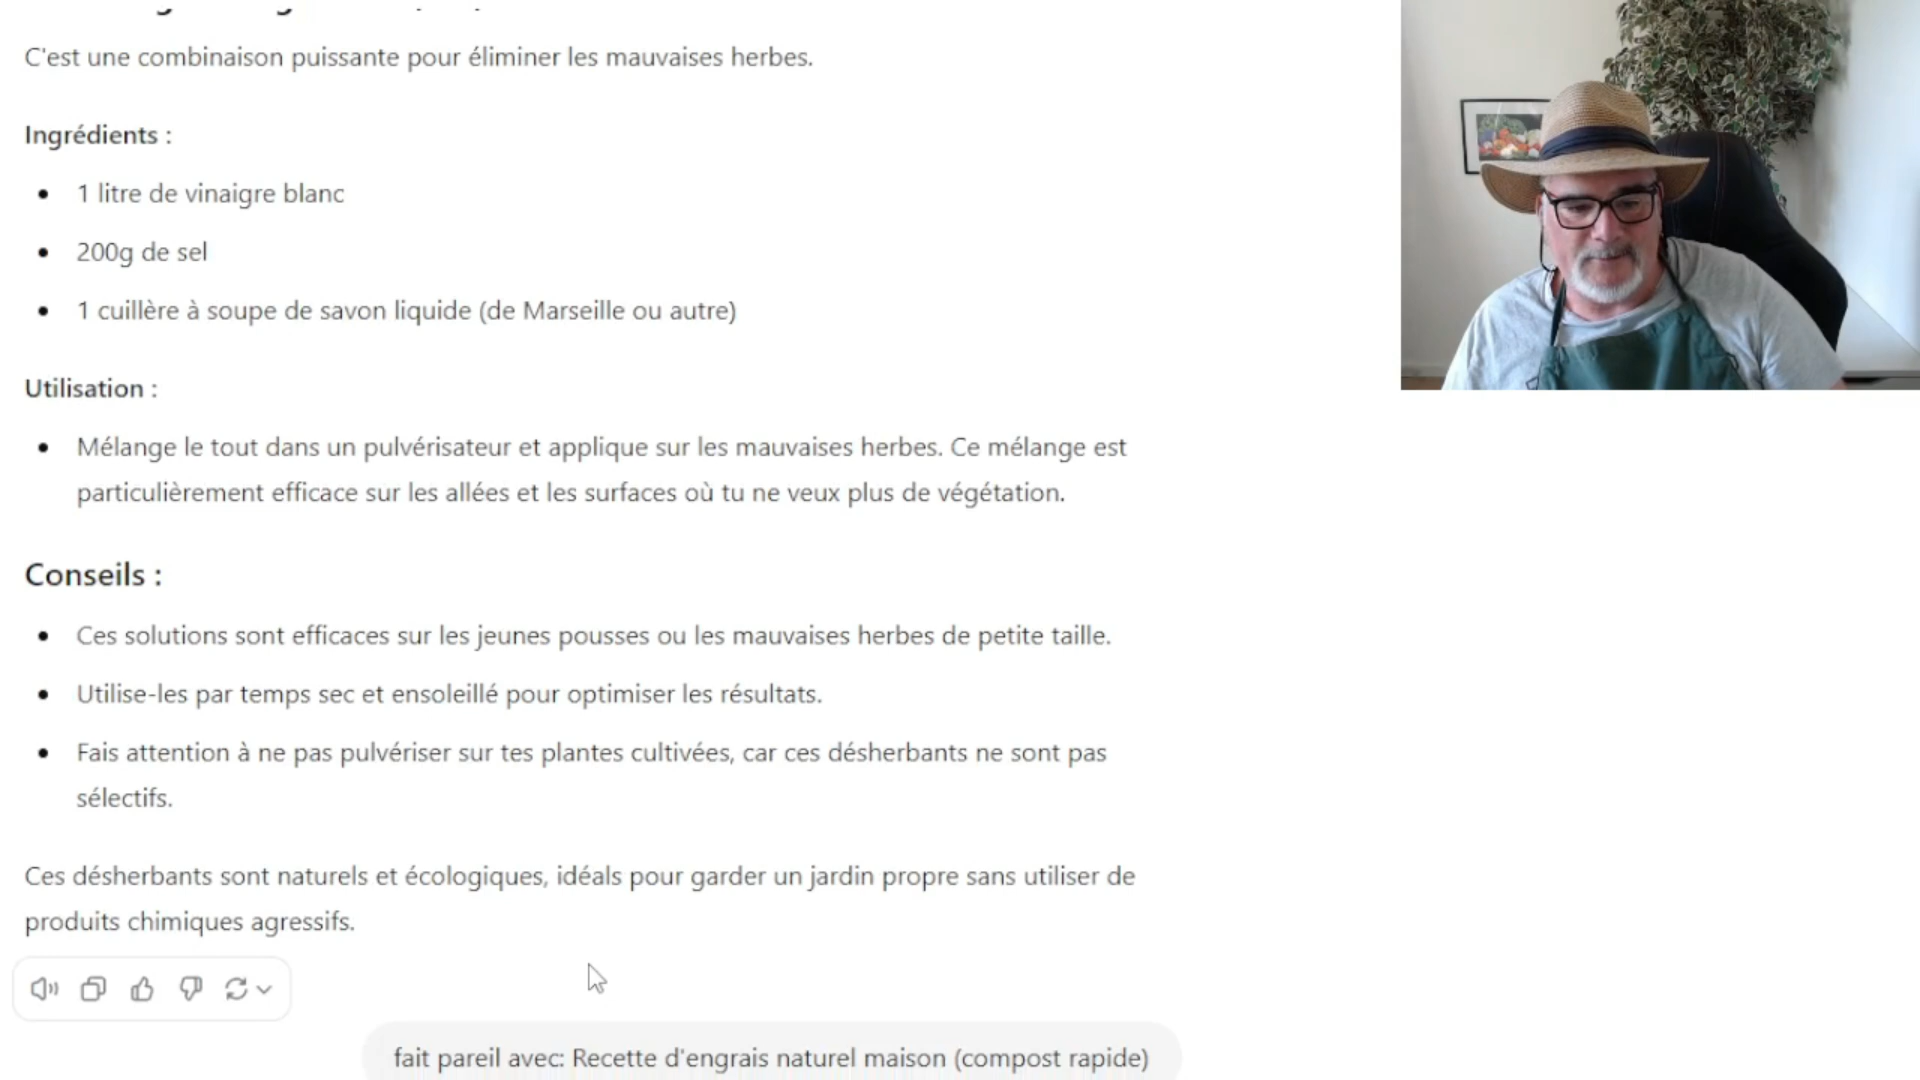 C'est une combinaison puissante pour éliminer les mauvaises herbes.
Ingrédients :
1 litre de vinaigre blanc
200g de sel
1 cuillère à soupe de savon liquide (de Marseille ou autre)
Utilisation :
Mélange le tout dans un pulvérisateur et applique sur les mauvaises herbes. Ce mélange est
particulièrement efficace sur les allées et les surfaces où tu ne veux plus de végétation.
Conseils :
Ces solutions sont efficaces sur les jeunes pousses ou les mauvaises herbes de petite taille.
Utilise-les par temps sec et ensoleillé pour optimiser les résultats.
Fais attention à ne pas pulvériser sur tes plantes cultivées, car ces désherbants ne sont pas
sélectifs.
Ces désherbants sont naturels et écologiques, idéals pour garder un jardin propre sans utiliser de
produits chimiques agressifs.
fait pareil avec: Recette d'engrais naturel maison (compost rapide)